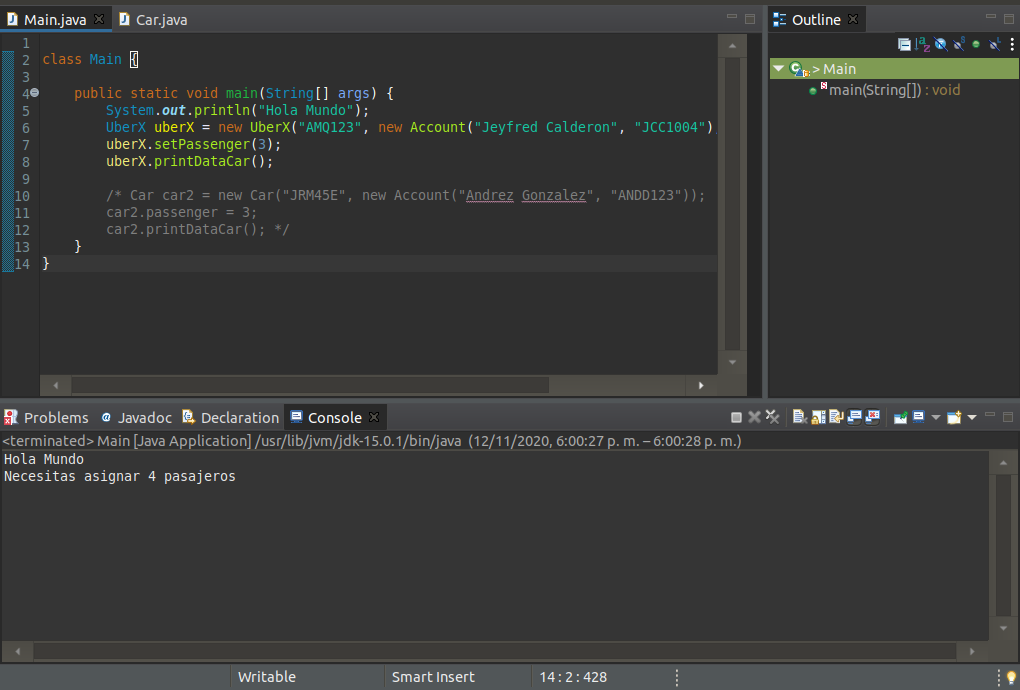 Main.java
Car.java
Outline
1
2 class Main {
3
4 public static void main(String[] args) {
5 System.out.println("Hola Mundo");
6 UberX uberX = new UberX("AMQ123", new Account("Jeyfred Calderon", "JCC1004")
7 uberX.setPassenger(3);
8 uberX.printDataCar();
9
10 /* Car car2 = new Car("JRM45E", new Account("Andrez Gonzalez", "ANDD123"));
11 car2.passenger = 3;
12 car2.printDataCar(); */
13 }
14 }
> Main
main(String[]) : void
Problems
Javadoc
Declaration
Console
<terminated> Main [Java Application] /usr/lib/jvm/jdk-15.0.1/bin/java (12/11/2020, 6:00:27 p. m. – 6:00:28 p. m.)
Hola Mundo
Necesitas asignar 4 pasajeros
Writable
Smart Insert
14 : 2 : 428